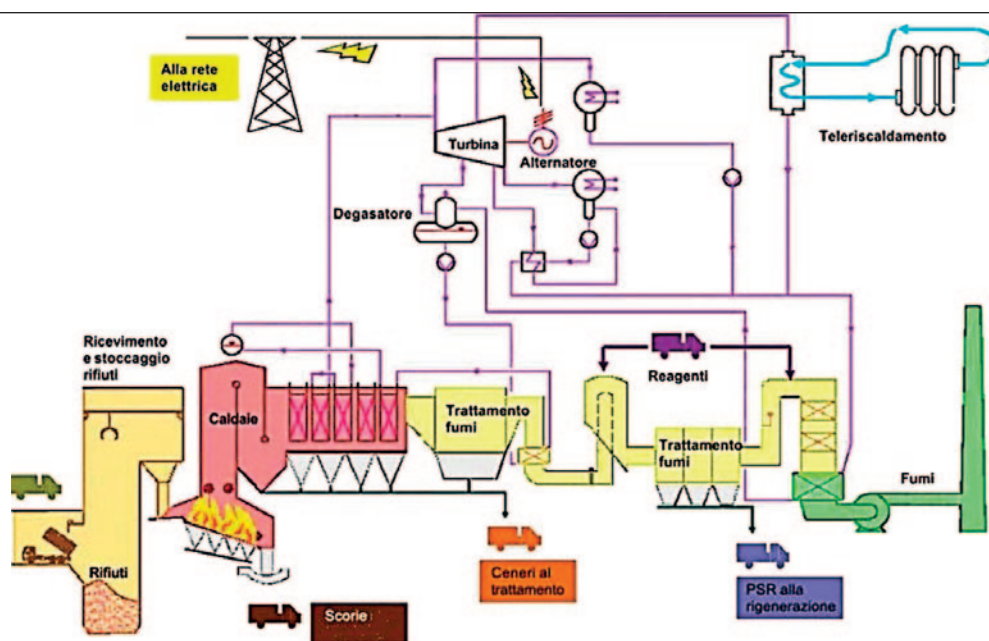 Alla rete
elettrica
Turbina
Alternatore
Teleriscaldamento
Degasatore
Ricevimento
e stoccaggio
rifiuti
Reagenti
Caldaie
Trattamento
fumi
Trattamento
fumi
Fumi
Rifiuti
Ceneri al
trattamento
PSR alla
rigenerazione
Scorie